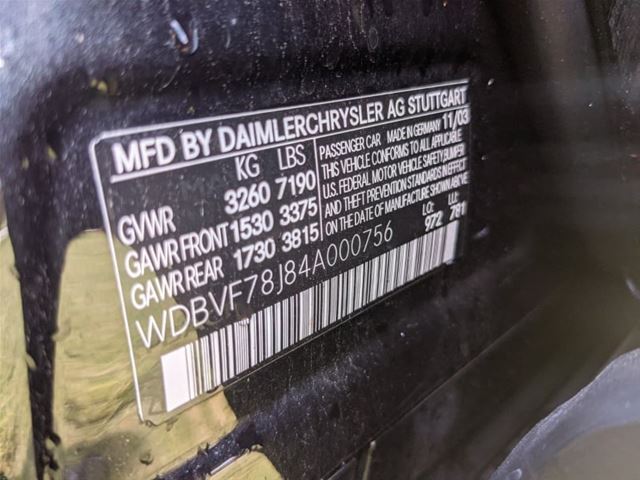 MFD BY DAIMLERCHRYSLER AG STUTTGART
KG LBS
GVWR 3260 7190
GAWR FRONT 1530 3375
GAWR REAR 1730 3815
PASSENGER CAR MADE IN GERMANY 11/03
THIS VEHICLE CONFORMS TO ALL APPLICABLE
U.S. FEDERAL MOTOR VEHICLE SAFETY, BUMPER
AND THEFT PREVENTION STANDARDS IN EFFECT
ON THE DATE OF MANUFACTURE SHOWN ABOVE
LO: LU:
972 781
WDBVF78J84A000756